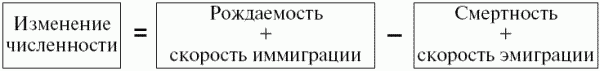 Изменение численности = Рождаемость + скорость иммиграции – Смертность + скорость эмиграции